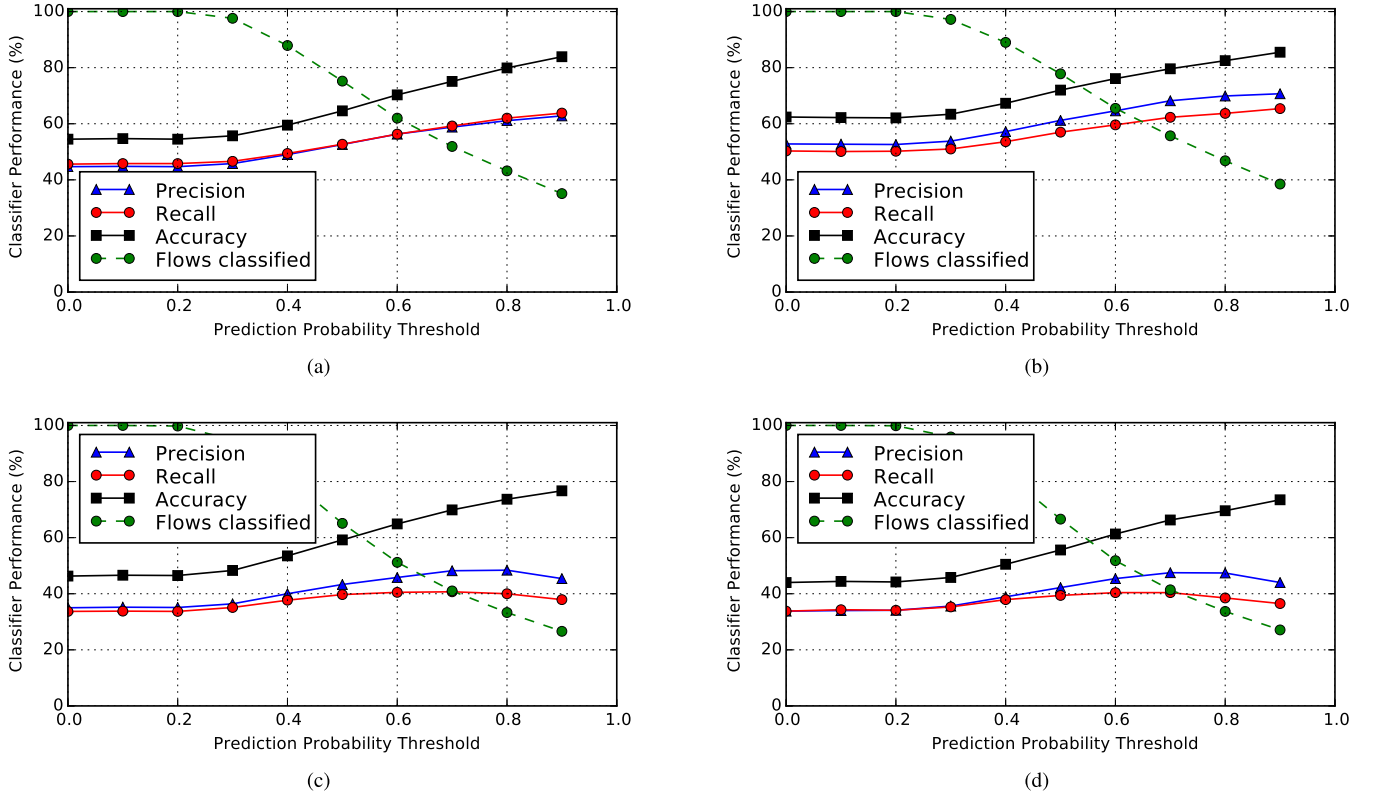 100
80
60
40
20
0
Classifier Performance (%)
Precision
Recall
Accuracy
Flows classified
0.0 0.2 0.4 0.6 0.8 1.0
Prediction Probability Threshold
(a)
100
80
60
40
20
0
Classifier Performance (%)
Precision
Recall
Accuracy
Flows classified
0.0 0.2 0.4 0.6 0.8 1.0
Prediction Probability Threshold
(b)
100
80
60
40
20
0
Classifier Performance (%)
Precision
Recall
Accuracy
Flows classified
0.0 0.2 0.4 0.6 0.8 1.0
Prediction Probability Threshold
(c)
100
80
60
40
20
0
Classifier Performance (%)
Precision
Recall
Accuracy
Flows classified
0.0 0.2 0.4 0.6 0.8 1.0
Prediction Probability Threshold
(d)